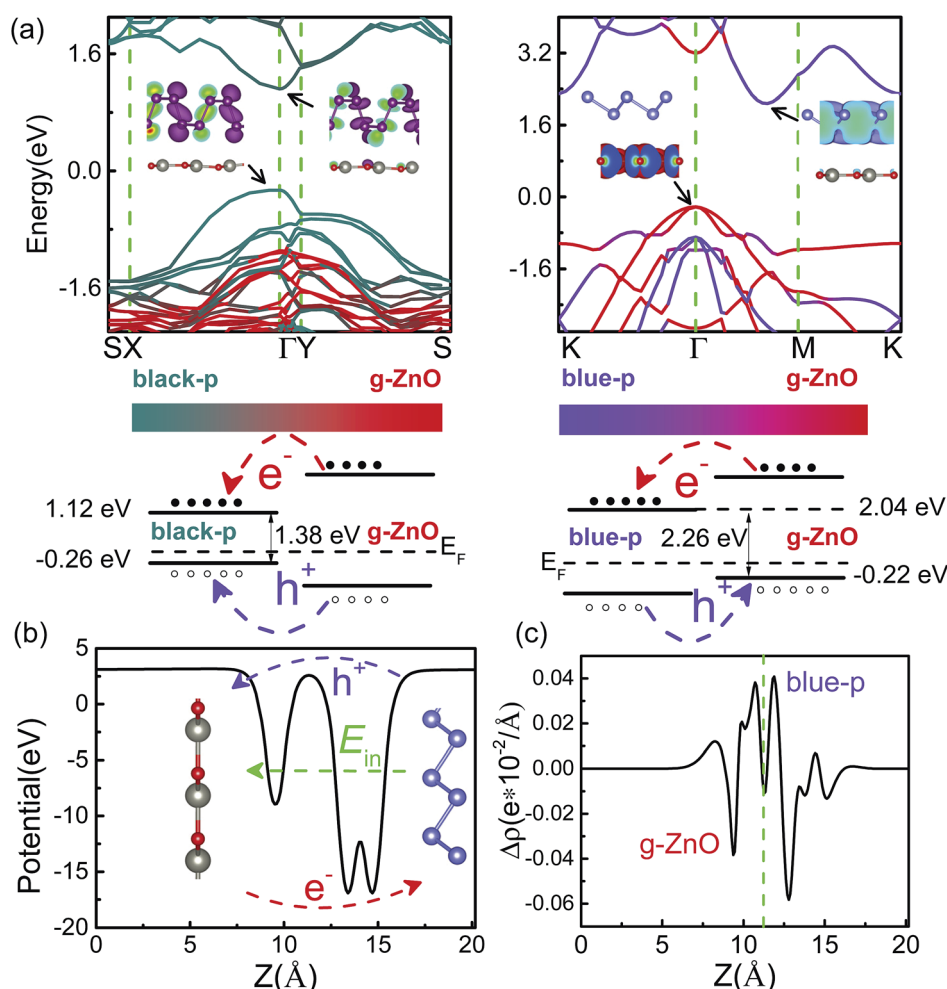 (a)
Energy(eV)
1.6
0.0
-1.6
S X Γ Y S
3.2
1.6
0.0
-1.6
K Γ M K
black-p g-ZnO
blue-p g-ZnO
e-
1.12 eV
black-p 1.38 eV g-ZnO
-0.26 eV
EF
h+
e-
2.04 eV
blue-p 2.26 eV g-ZnO
EF
-0.22 eV
h+
(b)
Potential(eV)
5
0
-5
-10
-15
-20
h+
Ein
e-
0 5 10 15 20
Z(Å)
(c)
Δρ(e*10-2/Å)
0.04
0.02
0.00
-0.02
-0.04
-0.06
blue-p
g-ZnO
0 5 10 15 20
Z(Å)